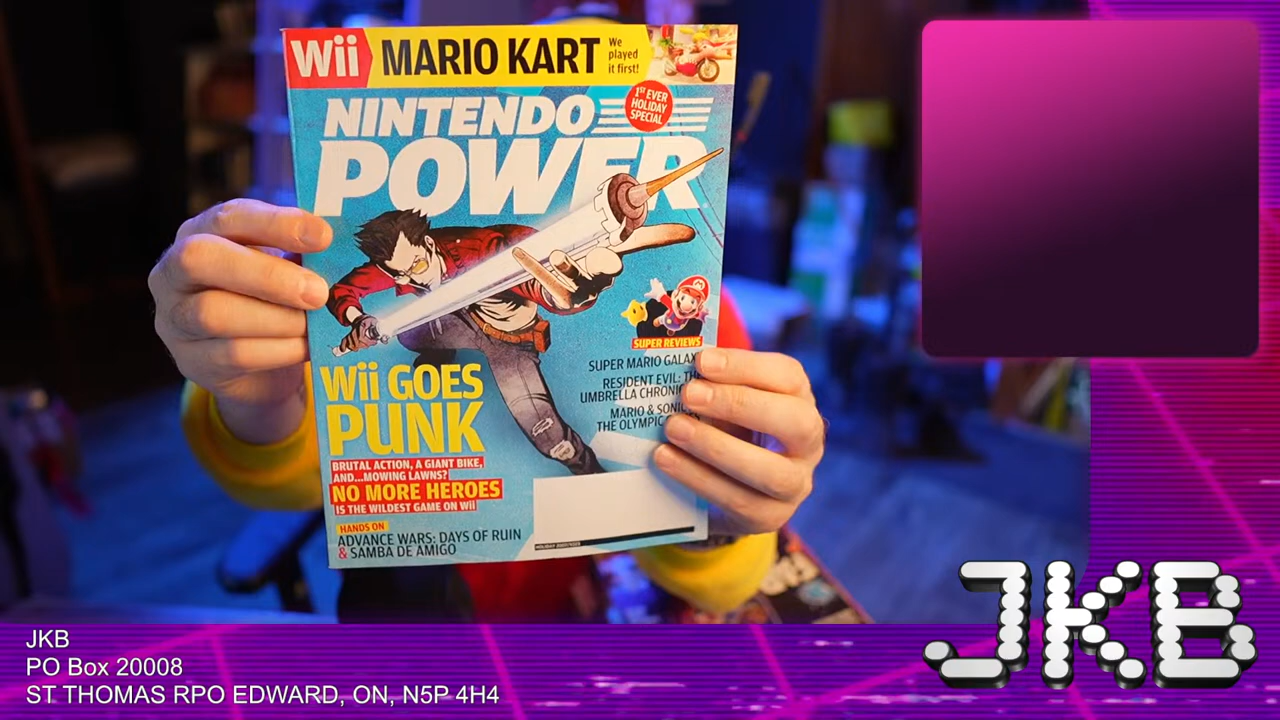 Wii MARIO KART We
played
it first!
1ST EVER
HOLIDAY
SPECIAL
NINTENDO
POWER
SUPER REVIEWS
SUPER MARIO GALAX
RESIDENT EVIL: TH
UMBRELLA CHRONIC
MARIO & SONIC
THE OLYMPIC
Wii GOES
PUNK
BRUTAL ACTION, A GIANT BIKE,
AND...MOWING LAWNS?
NO MORE HEROES
IS THE WILDEST GAME ON Wii
HANDS ON
ADVANCE WARS: DAYS OF RUIN
& SAMBA DE AMIGO
JKB
JKB
PO Box 20008
ST THOMAS RPO EDWARD, ON, N5P 4H4